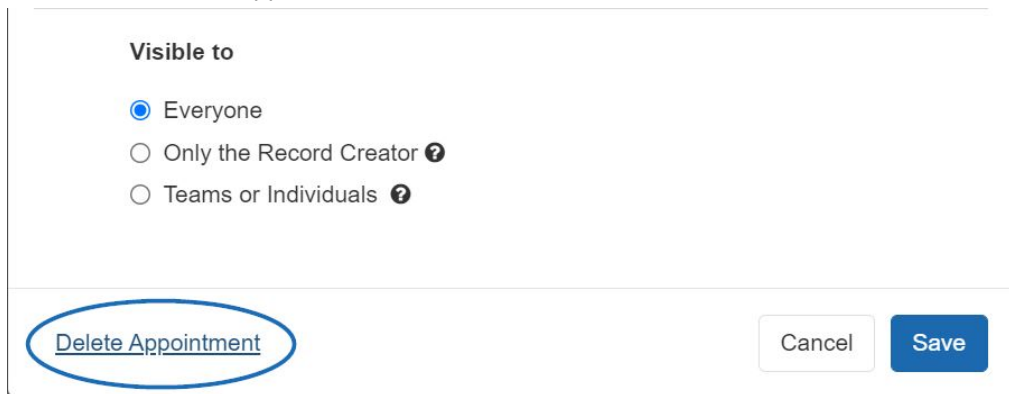 Visible to
Everyone
Only the Record Creator ?
Teams or Individuals ?
Delete Appointment
Cancel
Save